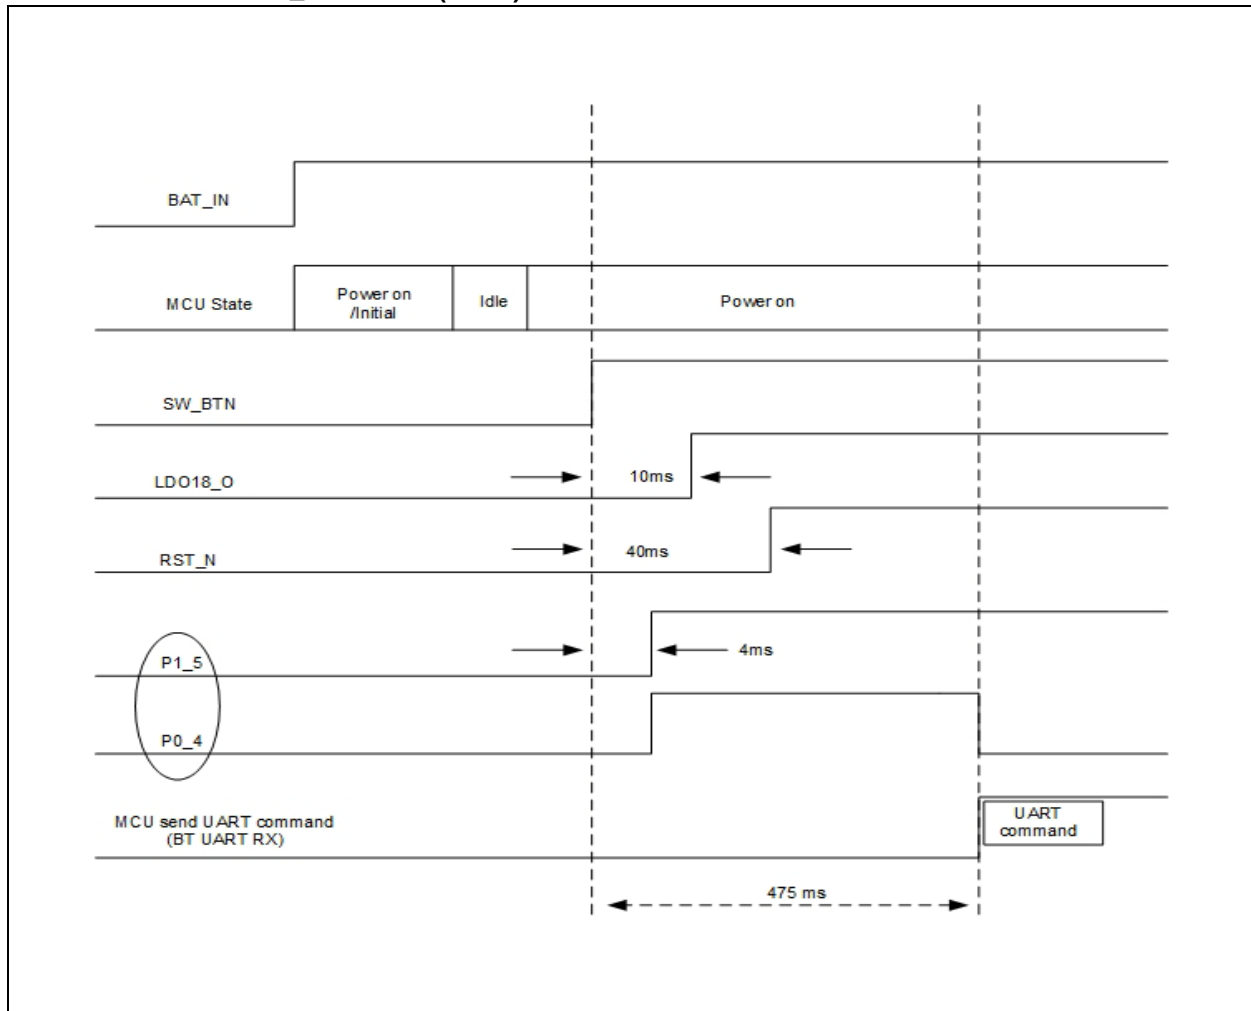 BAT_IN
MCU State
Power on
/Initial
Idle
Power on
SW_BTN
LDO18_O
10ms
RST_N
40ms
P1_5
4ms
P0_4
MCU send UART command
(BT UART RX)
UART
command
475 ms